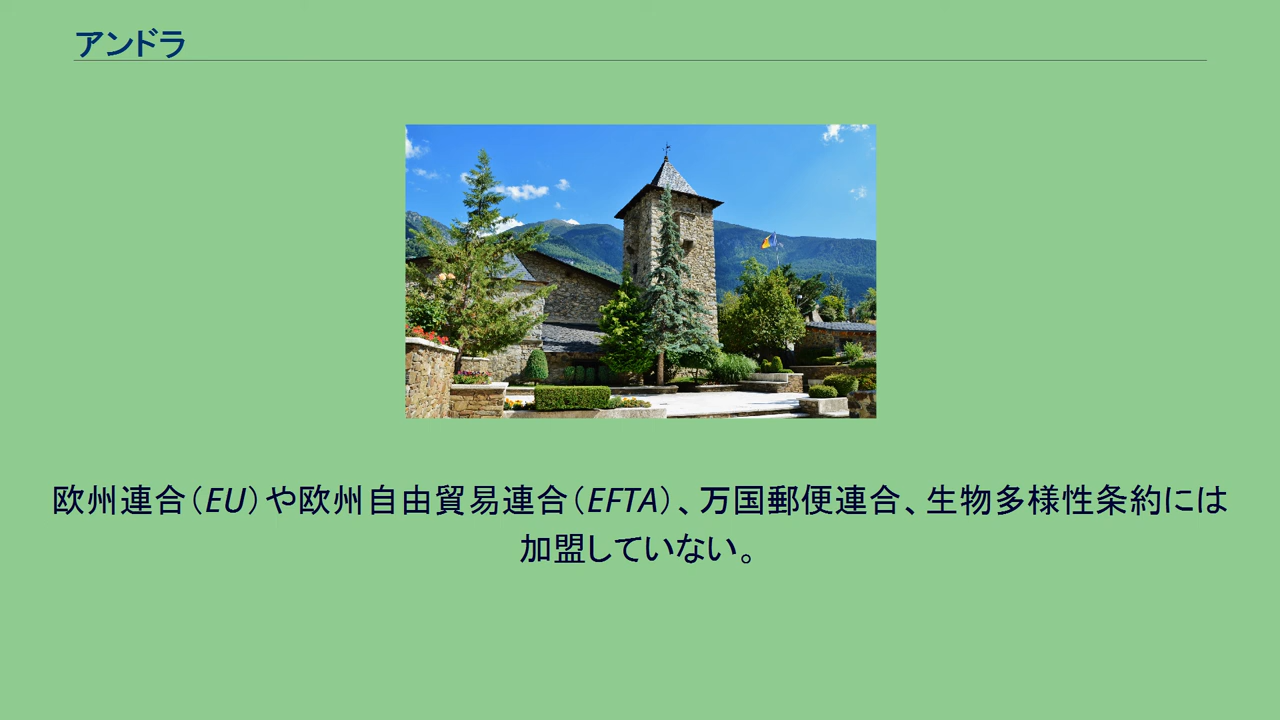 アンドラ
欧州連合（EU）や欧州自由貿易連合（EFTA）、万国郵便連合、生物多様性条約には
加盟していない。